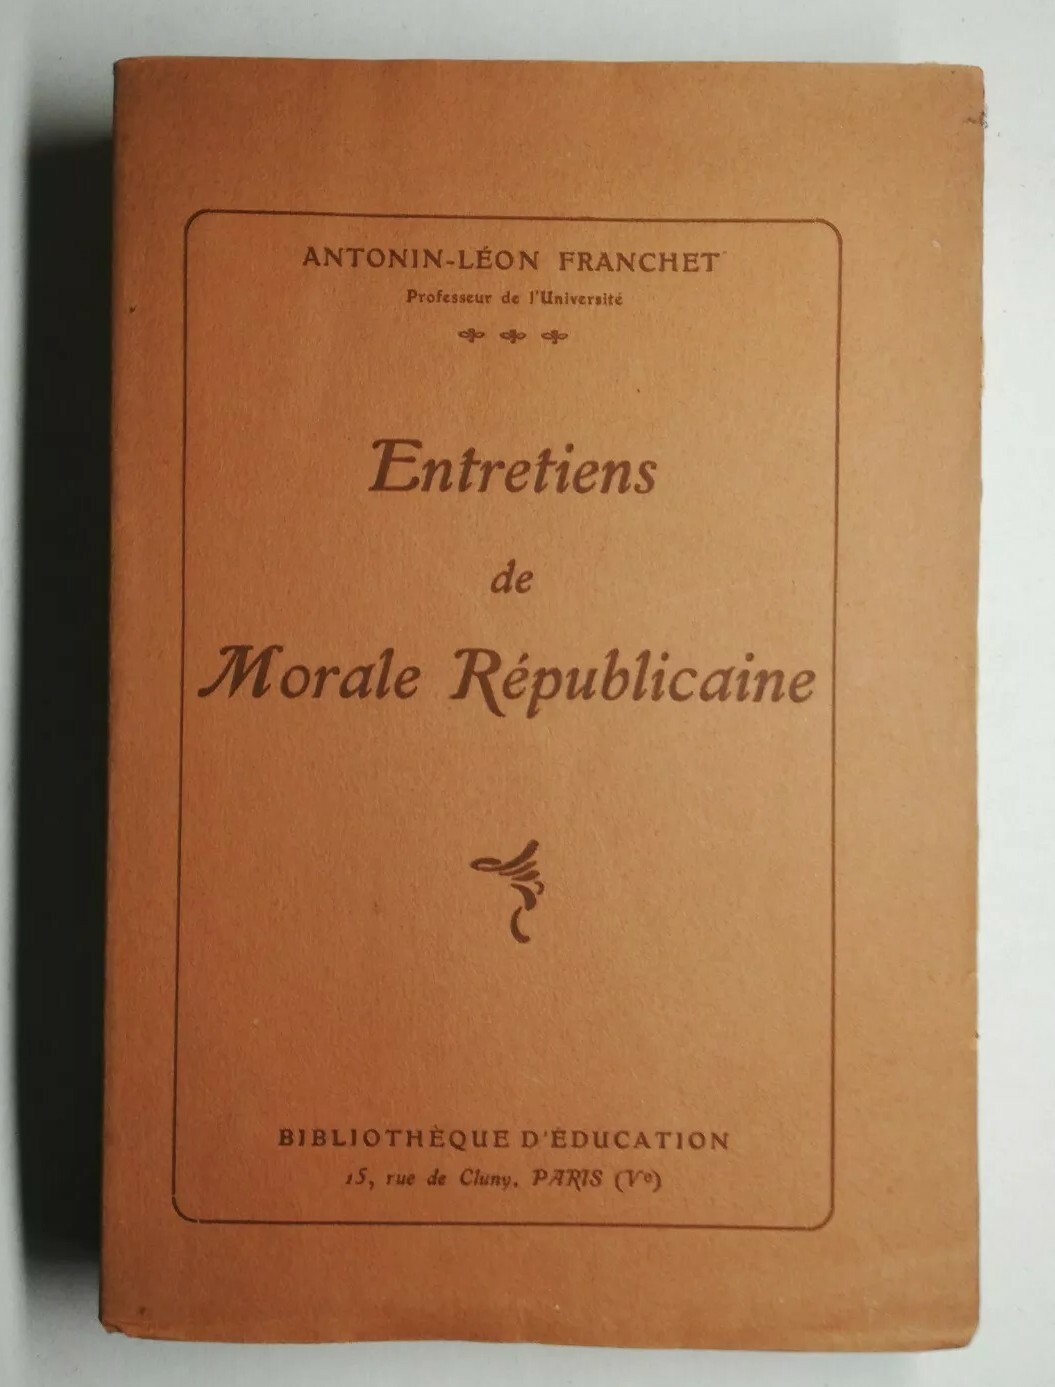 ANTONIN-LÉON FRANCHET
Professeur de l'Université
Entretiens
de
Morale Républicaine
BIBLIOTHÈQUE D'ÉDUCATION
15, rue de Cluny, PARIS (Ve)